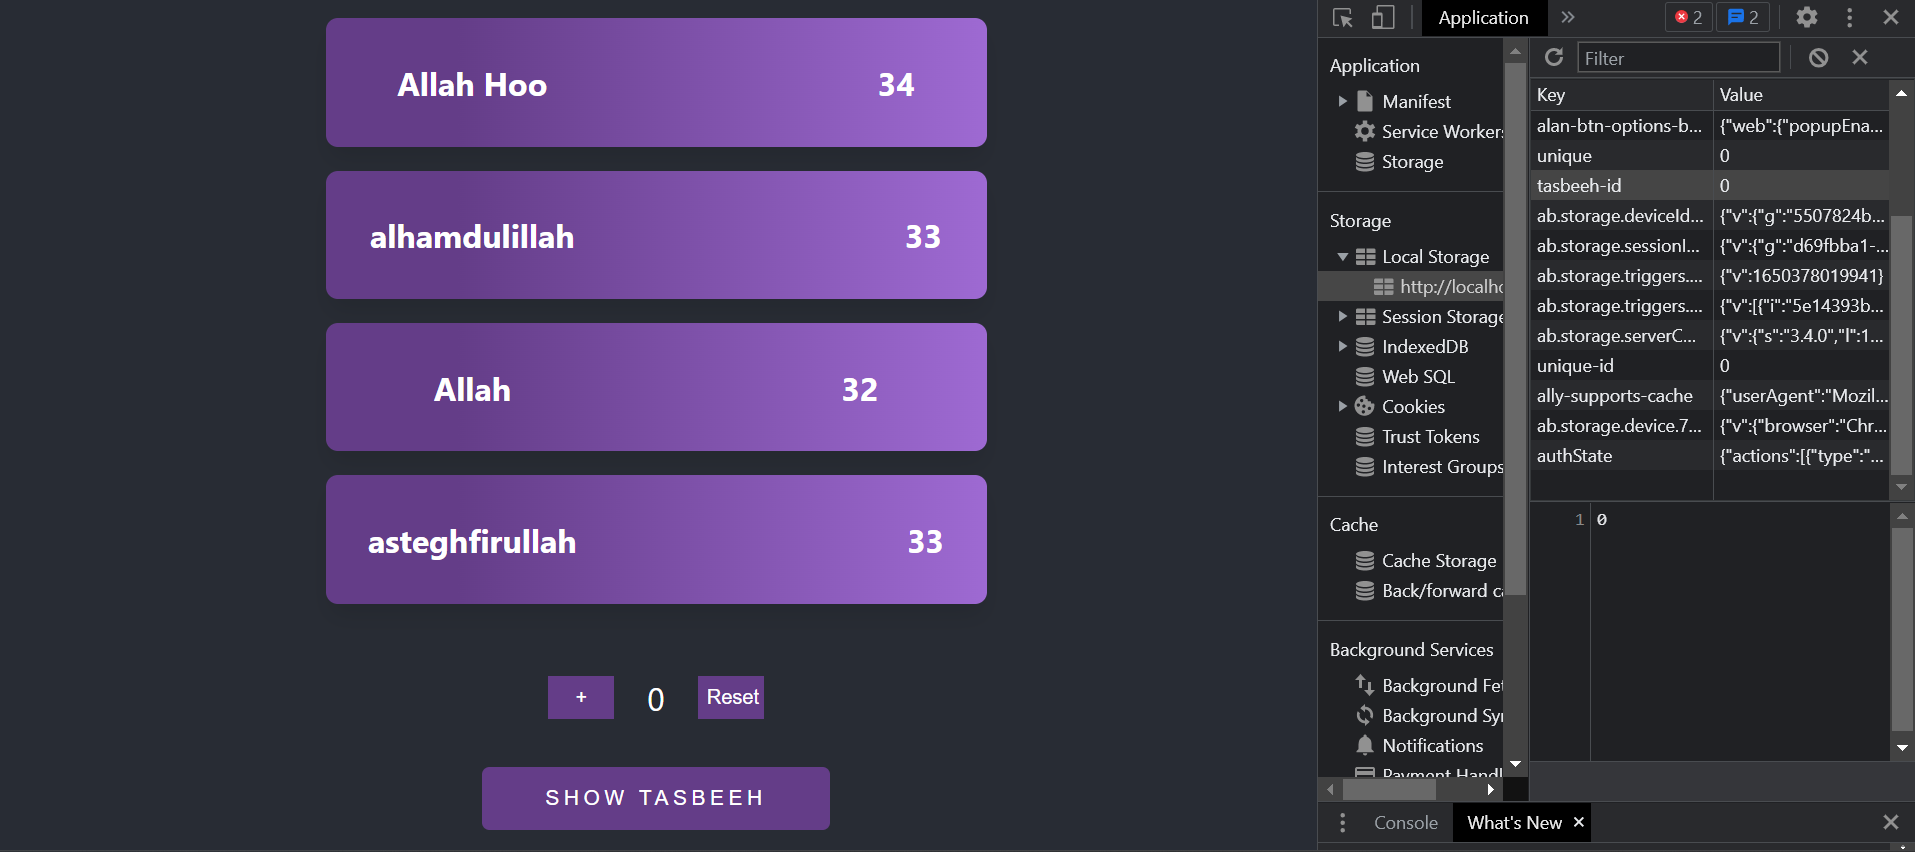 Allah Hoo 34
alhamdulillah 33
Allah 32
asteghfirullah 33
+ 0 Reset
SHOW TASBEEH
Application
2
2
Application
Manifest
Service Workers
Storage
Storage
Local Storage
http://localho
Session Storage
IndexedDB
Web SQL
Cookies
Trust Tokens
Interest Groups
Cache
Cache Storage
Back/forward ca
Background Services
Background Fet
Background Syn
Notifications
Payment Handl
Filter
Key Value
alan-btn-options-b... {"web":{"popupEna...
unique 0
tasbeeh-id 0
ab.storage.deviceId... {"v":{"g":"5507824b...
ab.storage.sessionI... {"v":{"g":"d69fbba1-...
ab.storage.triggers.... {"v":1650378019941}
ab.storage.triggers.... {"v":[{"i":"5e14393b...
ab.storage.serverC... {"v":{"s":"3.4.0","l":1...
unique-id 0
ally-supports-cache {"userAgent":"Mozil...
ab.storage.device.7... {"v":{"browser":"Chr...
authState {"actions":[{"type":"...
1 0
Console What's New